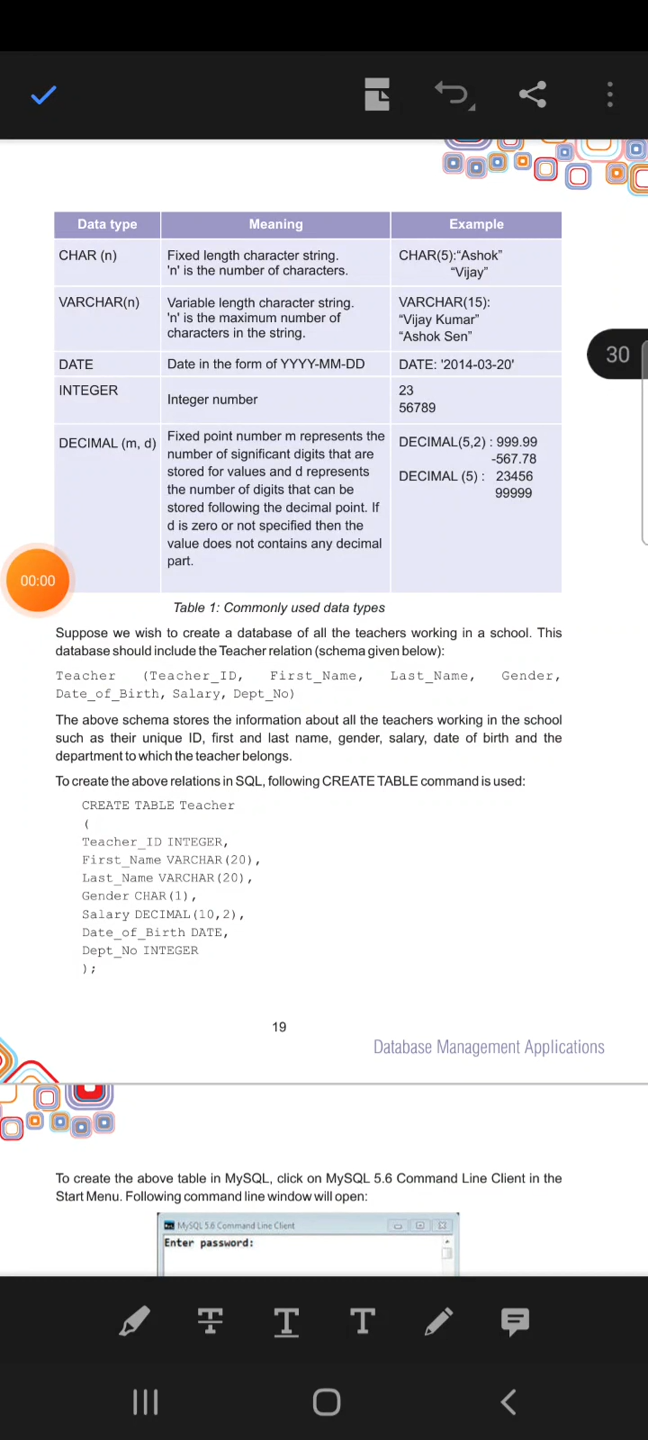 Data type Meaning Example
CHAR (n) Fixed length character string. CHAR(5):“Ashok”
'n' is the number of characters. “Vijay”
VARCHAR(n) Variable length character string. VARCHAR(15):
'n' is the maximum number of “Vijay Kumar”
characters in the string. “Ashok Sen”
30
DATE Date in the form of YYYY-MM-DD DATE: '2014-03-20'
INTEGER Integer number 23
56789
DECIMAL (m, d) Fixed point number m represents the DECIMAL(5,2) : 999.99
number of significant digits that are -567.78
stored for values and d represents DECIMAL (5) : 23456
the number of digits that can be 99999
stored following the decimal point. If
d is zero or not specified then the
value does not contains any decimal
part.
00:00
Table 1: Commonly used data types
Suppose we wish to create a database of all the teachers working in a school. This
database should include the Teacher relation (schema given below):
Teacher (Teacher_ID, First_Name, Last_Name, Gender,
Date_of_Birth, Salary, Dept_No)
The above schema stores the information about all the teachers working in the school
such as their unique ID, first and last name, gender, salary, date of birth and the
department to which the teacher belongs.
To create the above relations in SQL, following CREATE TABLE command is used:
CREATE TABLE Teacher
(
Teacher_ID INTEGER,
First_Name VARCHAR(20),
Last_Name VARCHAR(20),
Gender CHAR(1),
Salary DECIMAL(10,2),
Date_of_Birth DATE,
Dept_No INTEGER
);
19
Database Management Applications
To create the above table in MySQL, click on MySQL 5.6 Command Line Client in the
Start Menu. Following command line window will open:
MySQL 5.6 Command Line Client
Enter password: